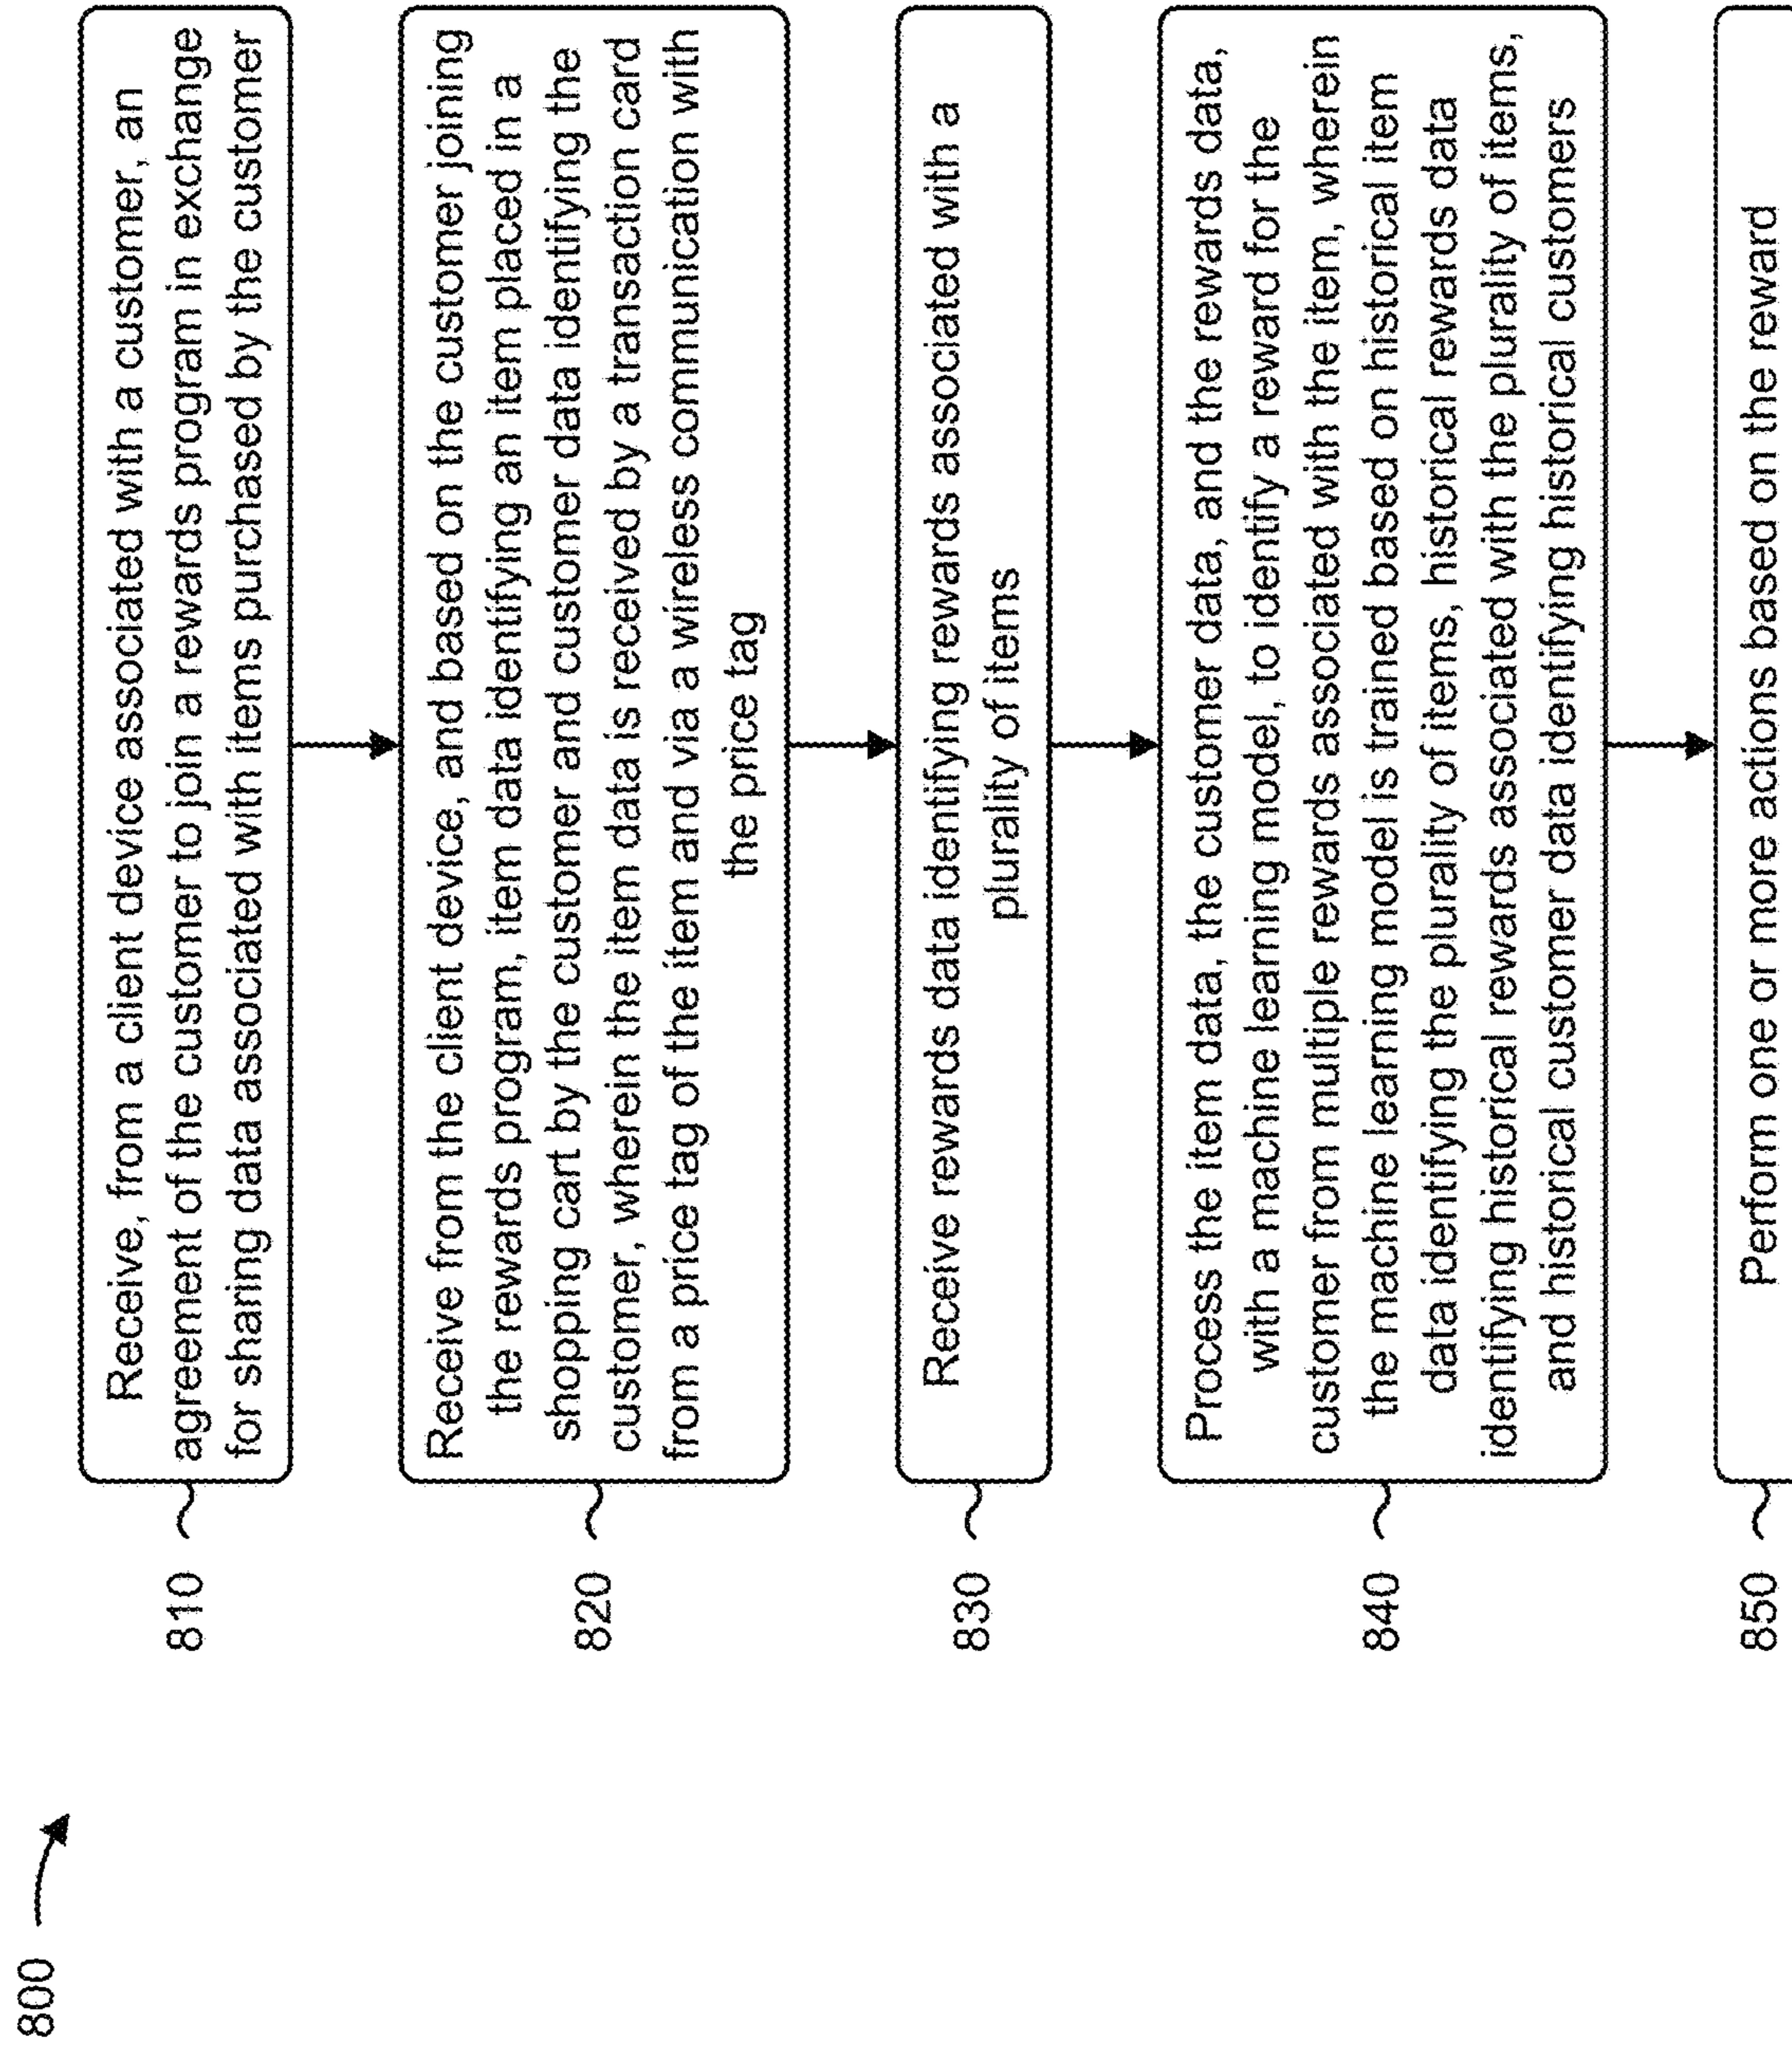 800
810
Receive, from a client device associated with a customer, an
agreement of the customer to join a rewards program in exchange
for sharing data associated with items purchased by the customer
820
Receive from the client device, and based on the customer joining
the rewards program, item data identifying an item placed in a
shopping cart by the customer and customer data identifying the
customer, wherein the item data is received by a transaction card
from a price tag of the item and via a wireless communication with
the price tag
830
Receive rewards data identifying rewards associated with a
plurality of items
840
Process the item data, the customer data, and the rewards data,
with a machine learning model, to identify a reward for the
customer from multiple rewards associated with the item, wherein
the machine learning model is trained based on historical item
data identifying the plurality of items, historical rewards data
identifying historical rewards associated with the plurality of items,
and historical customer data identifying historical customers
850
Perform one or more actions based on the reward